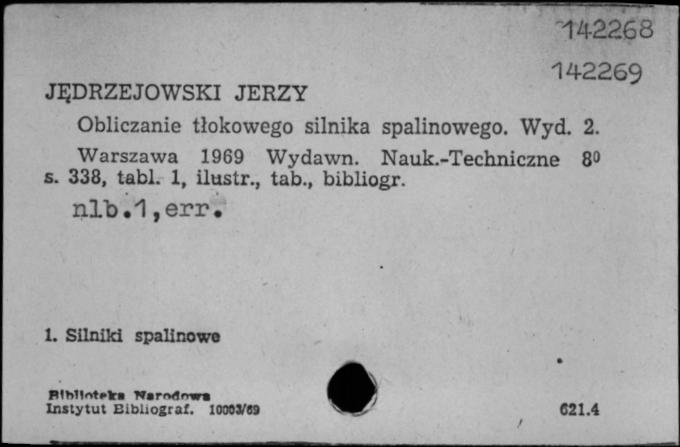 142268
142269
JĘDRZEJOWSKI JERZY
Obliczanie tłokowego silnika spalinowego. Wyd. 2.
Warszawa 1969 Wydawn. Nauk.-Techniczne 8⁰
s. 338, tabl. 1, ilustr., tab., bibliogr.
nlb.1,err.
1. Silniki spalinowe
Biblioteka Narodowa
Instytut Bibliograf. 10003/69
621.4